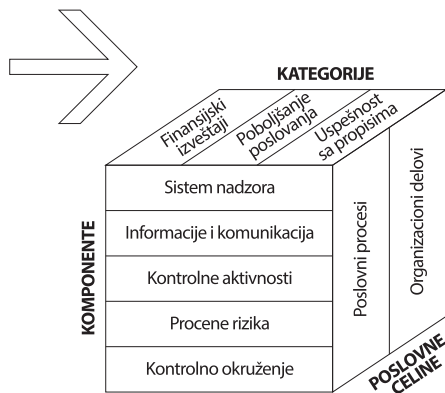 KATEGORIJE
Finansijski
izveštaji
Poboljšanje
poslovanja
Uspešnost
sa propisima
KOMPONENTE
Sistem nadzora
Informacije i komunikacija
Kontrolne aktivnosti
Procene rizika
Kontrolno okruženje
Poslovni procesi
Organizacioni delovi
POSLOVNE
CELINE